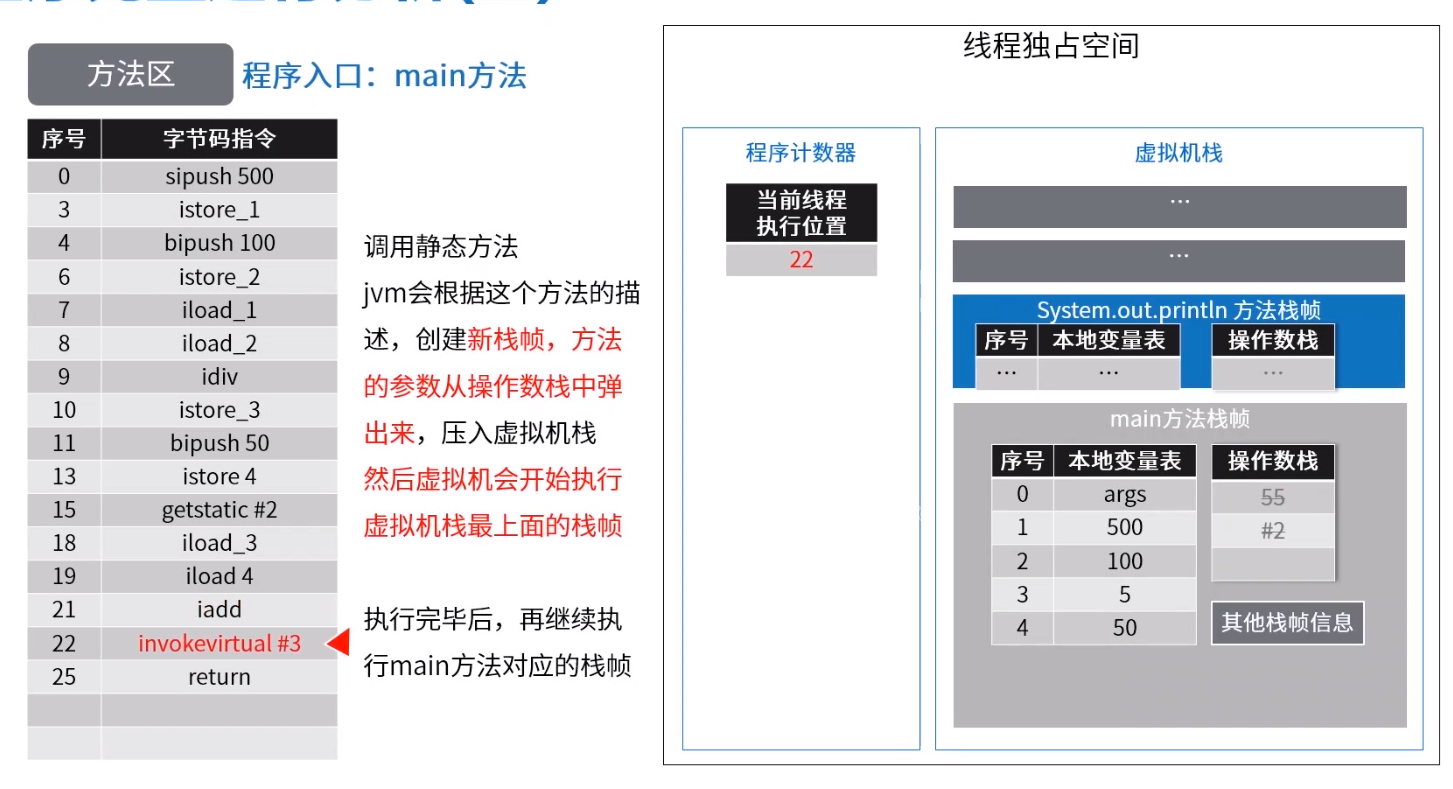 方法区
程序入口：main方法
序号 字节码指令
0 sipush 500
3 istore_1
4 bipush 100
6 istore_2
7 iload_1
8 iload_2
9 idiv
10 istore_3
11 bipush 50
13 istore 4
15 getstatic #2
18 iload_3
19 iload 4
21 iadd
22 invokevirtual #3
25 return
调用静态方法
jvm会根据这个方法的描
述，创建新栈帧，方法
的参数从操作数栈中弹
出来，压入虚拟机栈
然后虚拟机会开始执行
虚拟机栈最上面的栈帧
执行完毕后，再继续执
行main方法对应的栈帧
线程独占空间
程序计数器
当前线程
执行位置
22
虚拟机栈
...
...
System.out.println 方法栈帧
序号 本地变量表 操作数栈
... ... ...
main方法栈帧
序号 本地变量表 操作数栈
0 args 55
1 500 #2
2 100
3 5
4 50
其他栈帧信息